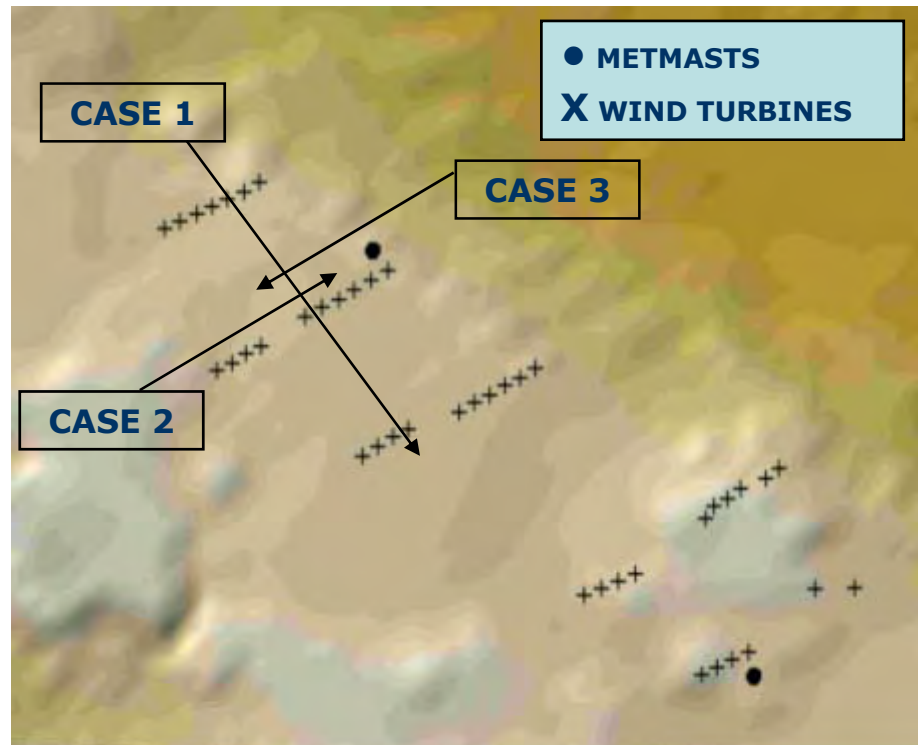 ● METMASTS
X WIND TURBINES
CASE 1
CASE 3
CASE 2